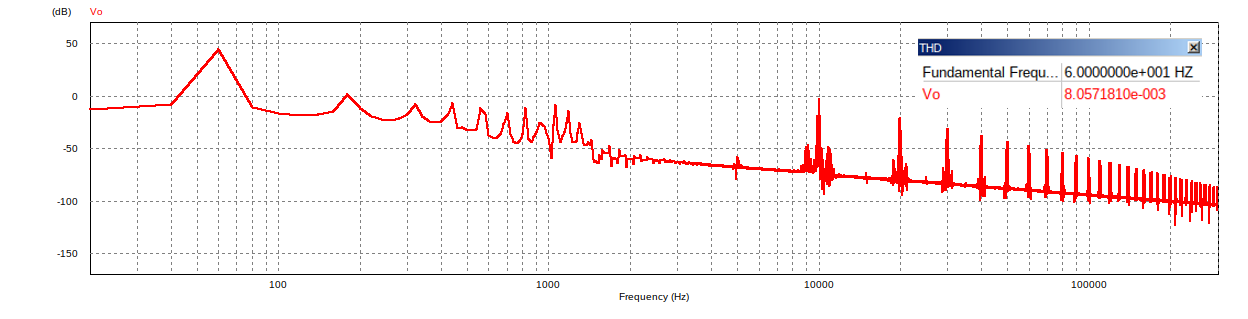 (dB) Vo
50
0
-50
-100
-150
100 1000 10000 100000
Frequency (Hz)
THD
Fundamental Frequ... 6.0000000e+001 HZ
Vo 8.0571810e-003